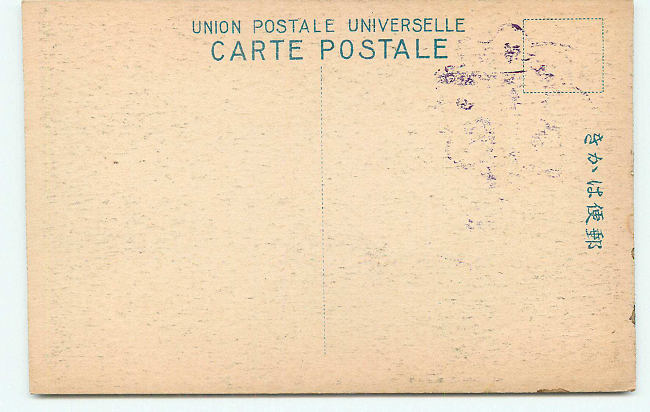 UNION POSTALE UNIVERSELLE
CARTE POSTALE
郵便はかき